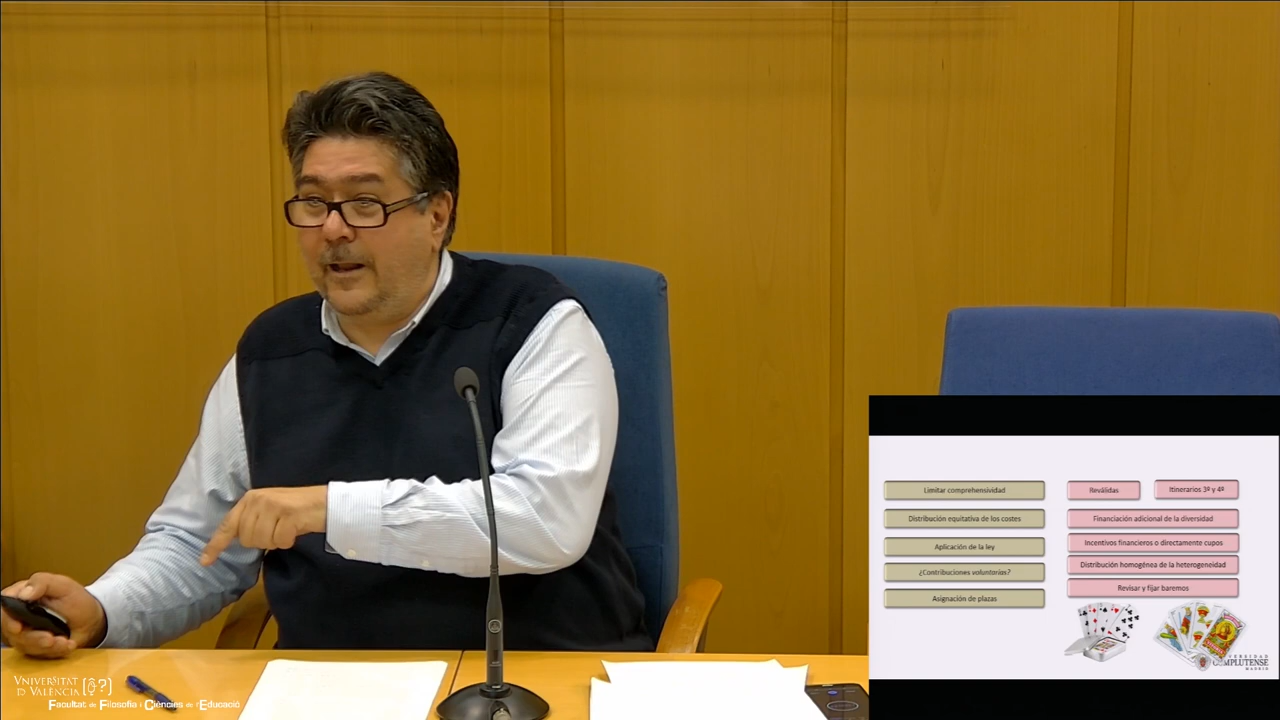 Limitar comprehensividad
Reválidas
Itinerarios 3º y 4º
Distribución equitativa de los costes
Financiación adicional de la diversidad
Aplicación de la ley
Incentivos financieros o directamente cupos
¿Contribuciones voluntarias?
Distribución homogénea de la heterogeneidad
Asignación de plazas
Revisar y fijar baremos
COMPLUTENSE
MADRID
VNIVERSITAT
ID VALÈNCIA
Facultat de Filosofia i Ciències de l'Educació